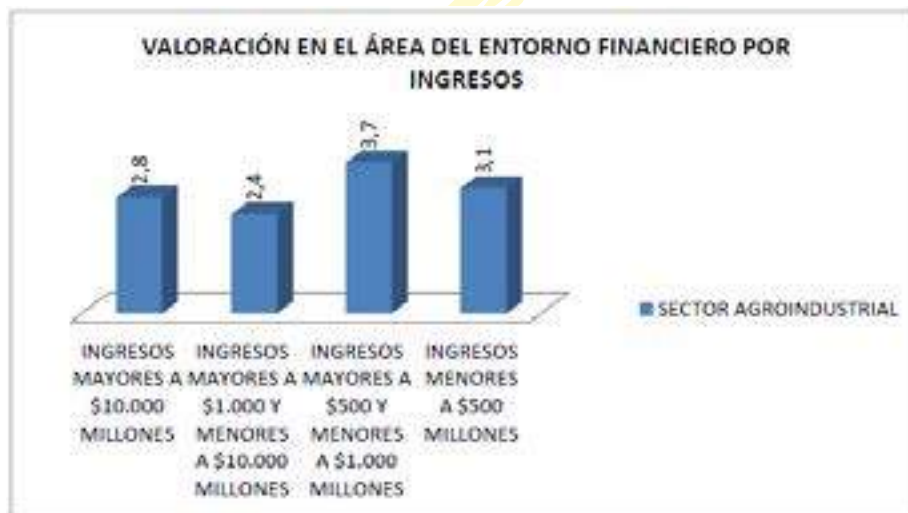 VALORACIÓN EN EL ÁREA DEL ENTORNO FINANCIERO POR
INGRESOS
2,8
2,4
3,7
3,1
SECTOR AGROINDUSTRIAL
INGRESOS
MAYORES A
$10.000
MILLONES
INGRESOS
MAYORES A
$1.000 Y
MENORES
A $10.000
MILLONES
INGRESOS
MAYORES A
$500 Y
MENORES
A $1.000
MILLONES
INGRESOS
MENORES
A $500
MILLONES